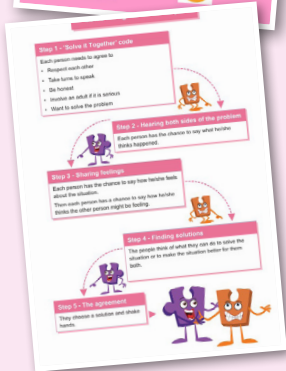 Step 1 - 'Solve it Together' code
Each person needs to agree to
• Respect each other
• Take turns to speak
• Be honest
• Involve an adult if it is serious
• Want to solve the problem
Step 2 - Hearing both sides of the problem
Each person has the chance to say what he/she
thinks happened.
Step 3 - Sharing feelings
Each person has the chance to say how he/she feels
about the situation.
Then each person has a chance to say how he/she
thinks the other person might be feeling.
Step 4 - Finding solutions
The people think of what they can do to solve the
situation or to make the situation better for them
both.
Step 5 - The agreement
They choose a solution and shake
hands.